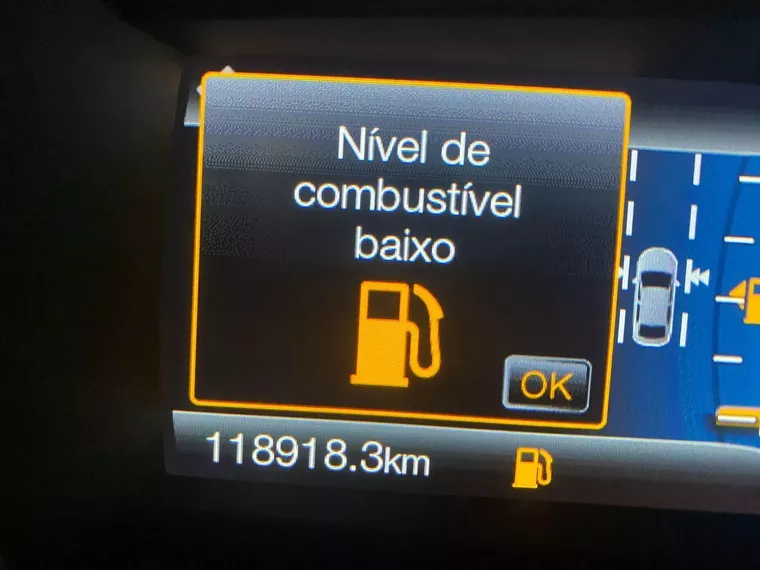 Nível de
combustível
baixo
OK
118918.3km